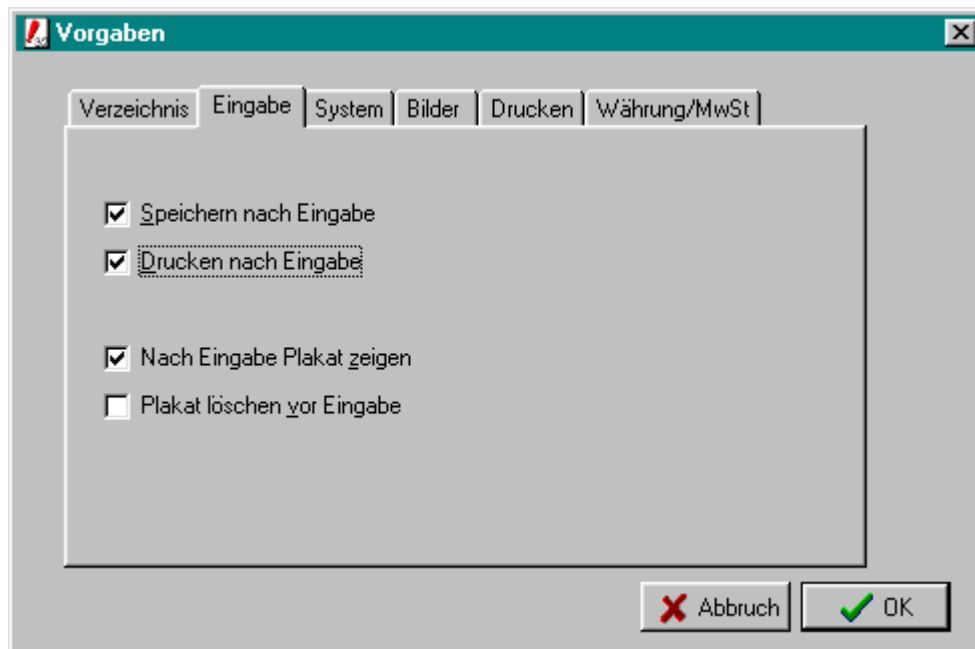 Vorgaben
Verzeichnis Eingabe System Bilder Drucken Währung/MwSt
Speichern nach Eingabe
Drucken nach Eingabe
Nach Eingabe Plakat zeigen
Plakat löschen vor Eingabe
Abbruch OK